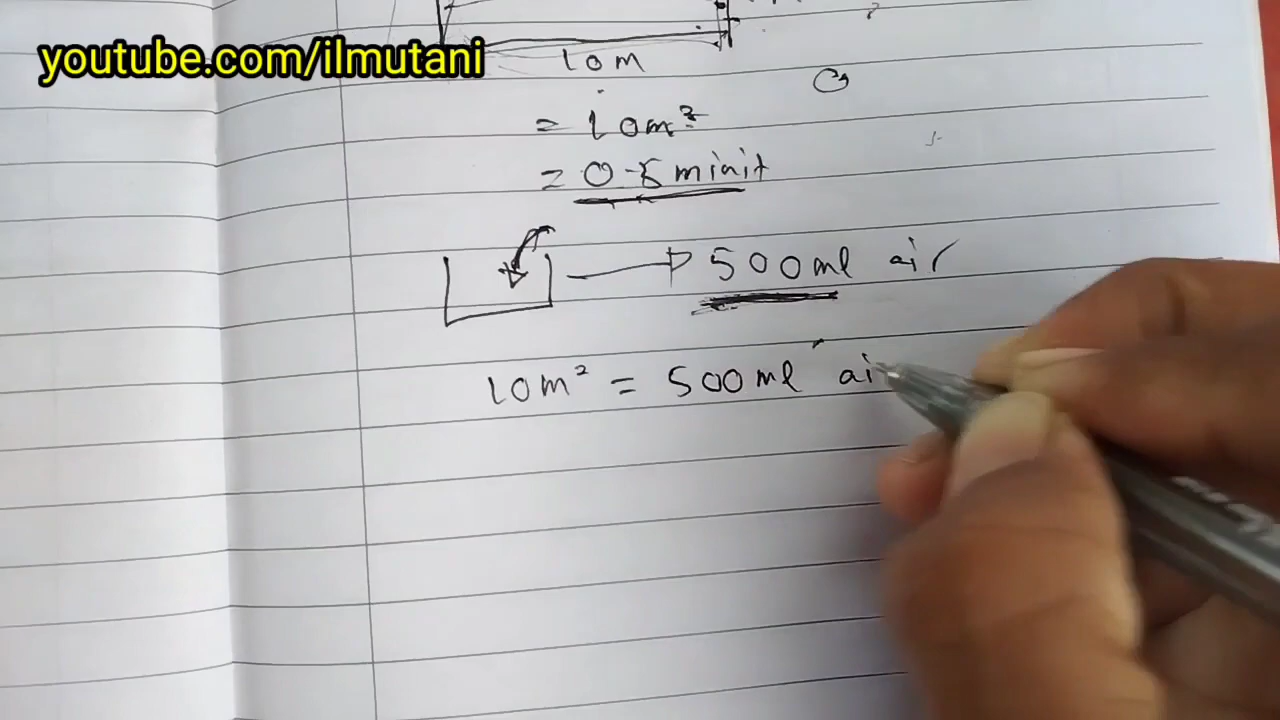 youtube.com/ilmutani
10m
= 10m²
= 0.5 minit
500ml air
10m² = 500ml ai